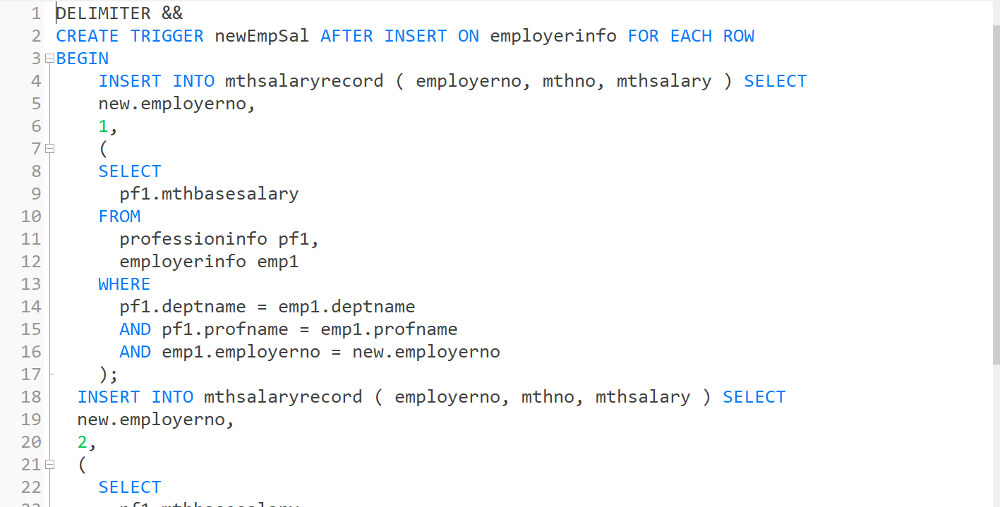 1 DELIMITER &&
2 CREATE TRIGGER newEmpSal AFTER INSERT ON employerinfo FOR EACH ROW
3 BEGIN
4 INSERT INTO mthsalaryrecord ( employerno, mthno, mthsalary ) SELECT
5 new.employerno,
6 1,
7 (
8 SELECT
9 pf1.mthbasesalary
10 FROM
11 professioninfo pf1,
12 employerinfo emp1
13 WHERE
14 pf1.deptname = emp1.deptname
15 AND pf1.profname = emp1.profname
16 AND emp1.employerno = new.employerno
17 );
18 INSERT INTO mthsalaryrecord ( employerno, mthno, mthsalary ) SELECT
19 new.employerno,
20 2,
21 (
22 SELECT
23 pf1.mthbasesalary